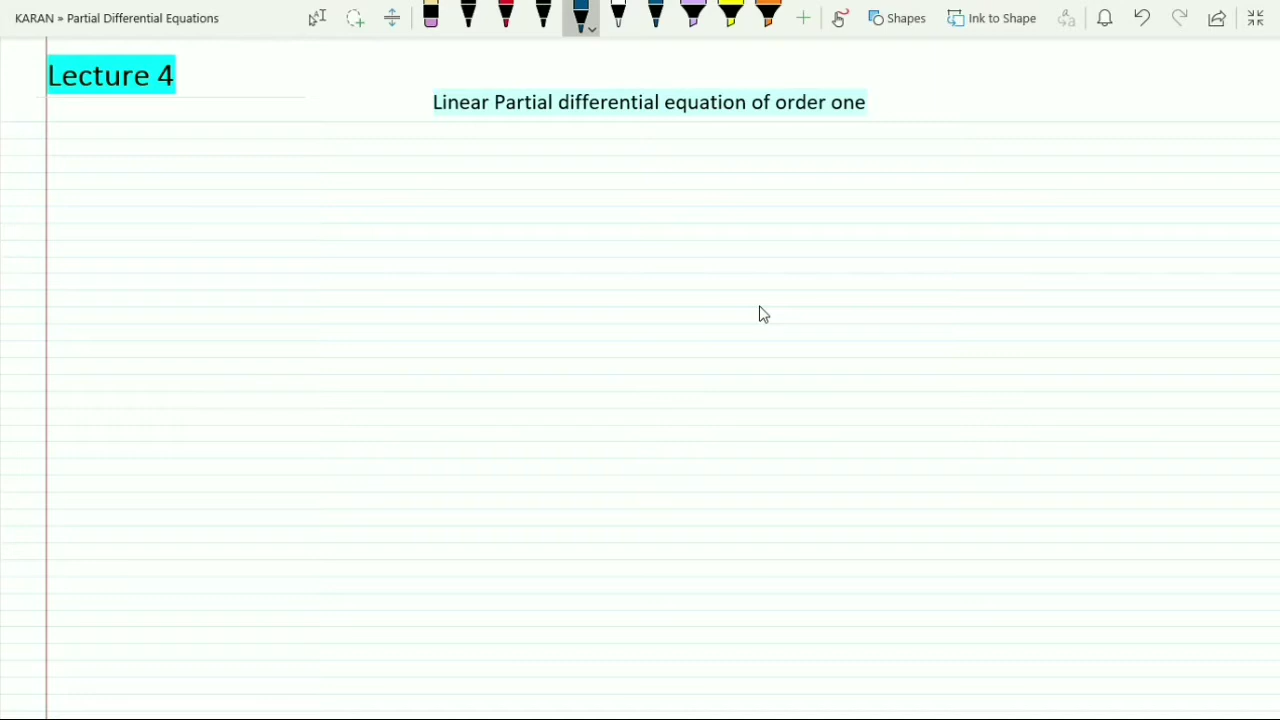 KARAN » Partial Differential Equations
Shapes
Ink to Shape
Lecture 4
Linear Partial differential equation of order one